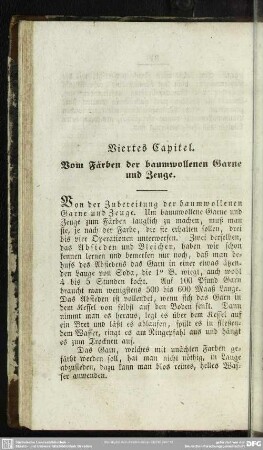 Viertes Capitel.
Vom Färben der baumwollenen Garne
und Zeuge.
Von der Zubereitung der baumwollenen
Garne und Zeuge. Um baumwollene Garne und
Zeuge zum Färben tauglich zu machen, muß man
sie, je nach der Farbe, die sie erhalten sollen, drei
bis vier Operationen unterwerfen. Zwei derselben,
das Absieden und Bleichen, haben wir schon
kennen lernen und bemerken nur noch, daß man be-
hufs des Absiedens das Garn in einer etwas ätzen-
den Lauge von Soda, die 1° B. wiegt, auch wohl
4 bis 5 Stunden kocht. Auf 100 Pfund Garn
braucht man wenigstens 500 bis 600 Maas Lauge.
Das Absieden ist vollendet, wenn sich das Garn in
dem Kessel von selbst auf den Boden senkt. Dann
nimmt man es heraus, legt es über dem Kessel auf
ein Bret und läßt es ablaufen, spült es in fließen-
dem Wasser, ringt es am Ringepfahl aus und hängt
es zum Trocknen auf.
Das Garn, welches mit unächten Farben ge-
färbt werden soll, hat man nicht nöthig, in Lauge
abzusieden, dazu kann man blos reines, helles Was-
ser anwenden.